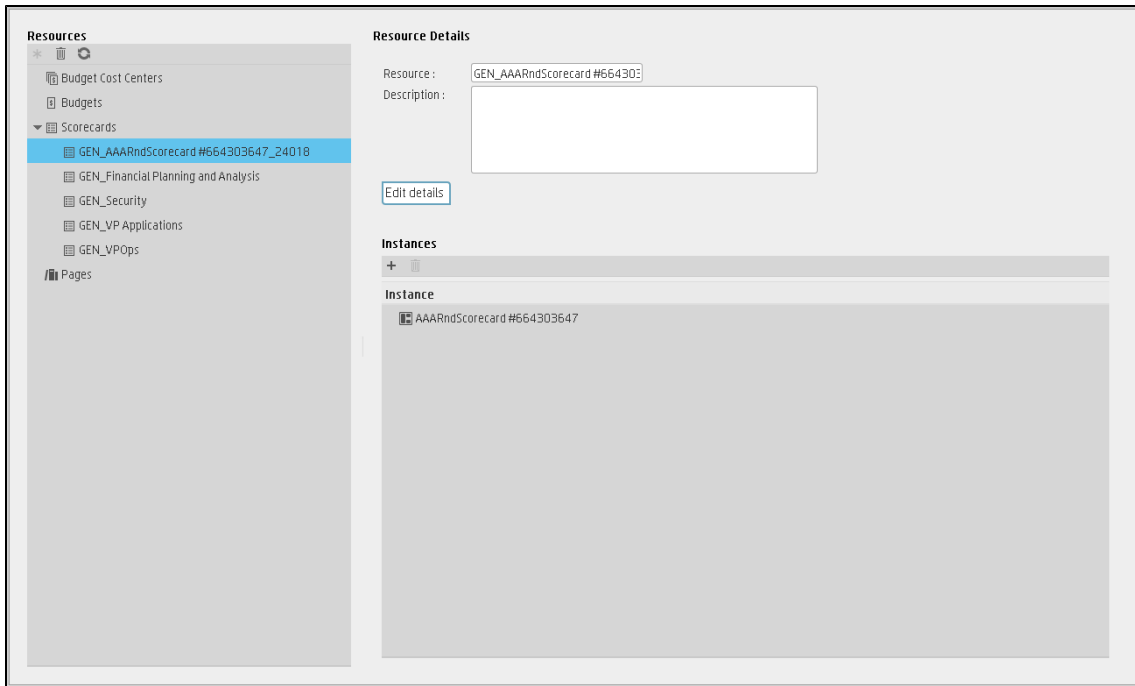 Resources
Budget Cost Centers
Budgets
Scorecards
GEN_AAARndScorecard #664303647_24018
GEN_Financial Planning and Analysis
GEN_Security
GEN_VP Applications
GEN_VPOps
Pages
Resource Details
Resource :
GEN_AAARndScorecard #664303
Description :
Edit details
Instances
Instance
AAARndScorecard #664303647